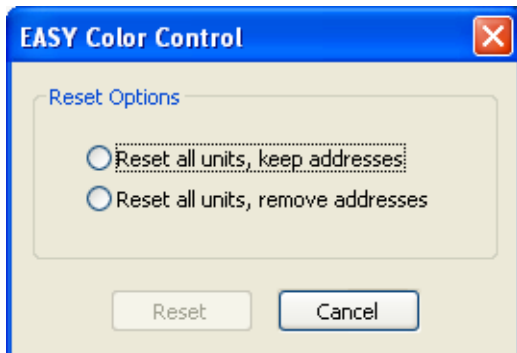 EASY Color Control
Reset Options
Reset all units, keep addresses
Reset all units, remove addresses
Reset
Cancel